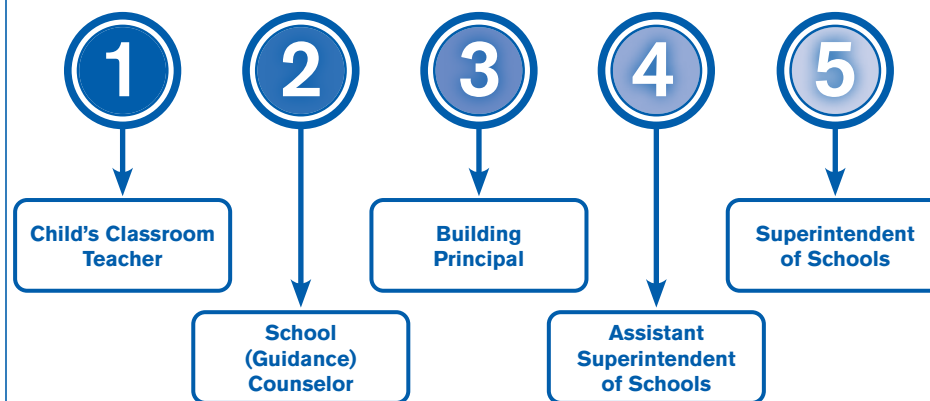 1
2
3
4
5
Child’s Classroom
Teacher
School
(Guidance)
Counselor
Building
Principal
Assistant
Superintendent
of Schools
Superintendent
of Schools